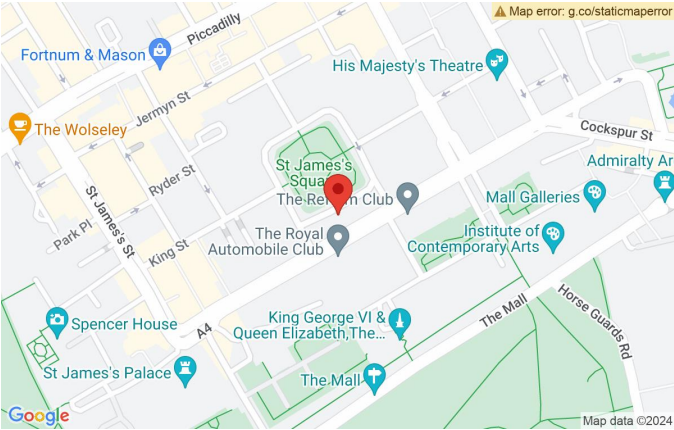 Map error: g.co/staticmaperror
Piccadilly
Fortnum & Mason
His Majesty's Theatre
Jermyn St
The Wolseley
Cockspur St
St James's
Squa
Admiralty Ar
Ryder St
The Re
m Club
Mall Galleries
St James's St
Park Pl
The Royal
Automobile Club
Institute of
Contemporary Arts
King St
Horse Guards Rd
The Mall
King George VI &
Queen Elizabeth,The...
Spencer House
A4
St James's Palace
The Mall
Google
Map data ©2024